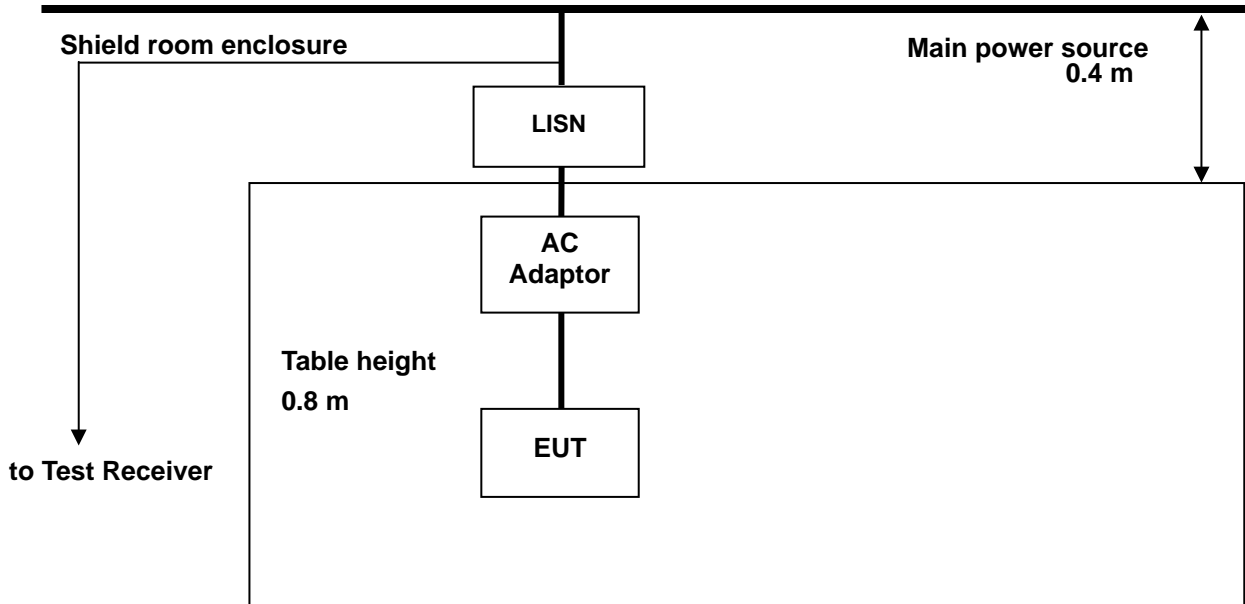 Shield room enclosure
Main power source
0.4 m
LISN
AC
Adaptor
Table height
0.8 m
EUT
to Test Receiver